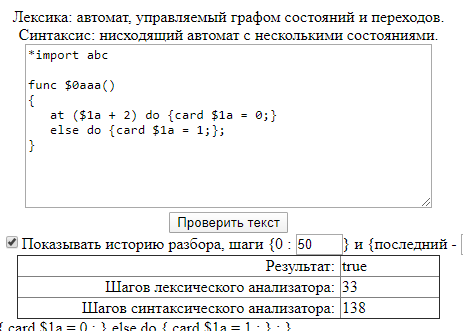 Лексика: автомат, управляемый графом состояний и переходов.
Синтаксис: нисходящий автомат с несколькими состояниями.
*import abc
func $0aaa()
{
at ($1a + 2) do {card $1a = 0;}
else do {card $1a = 1;};
}
Проверить текст
Показывать историю разбора, шаги {0 : 50 } и {последний -
Результат: true
Шагов лексического анализатора: 33
Шагов синтаксического анализатора: 138
{ card $1a = 0 ; } else do { card $1a = 1 ; } ; }